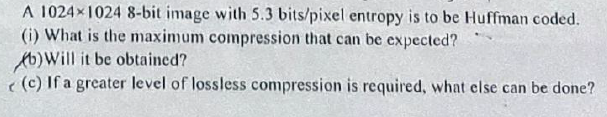 A 1024×1024 8-bit image with 5.3 bits/pixel entropy is to be Huffman coded.
(i) What is the maximum compression that can be expected?
(b)Will it be obtained?
(c) If a greater level of lossless compression is required, what else can be done?